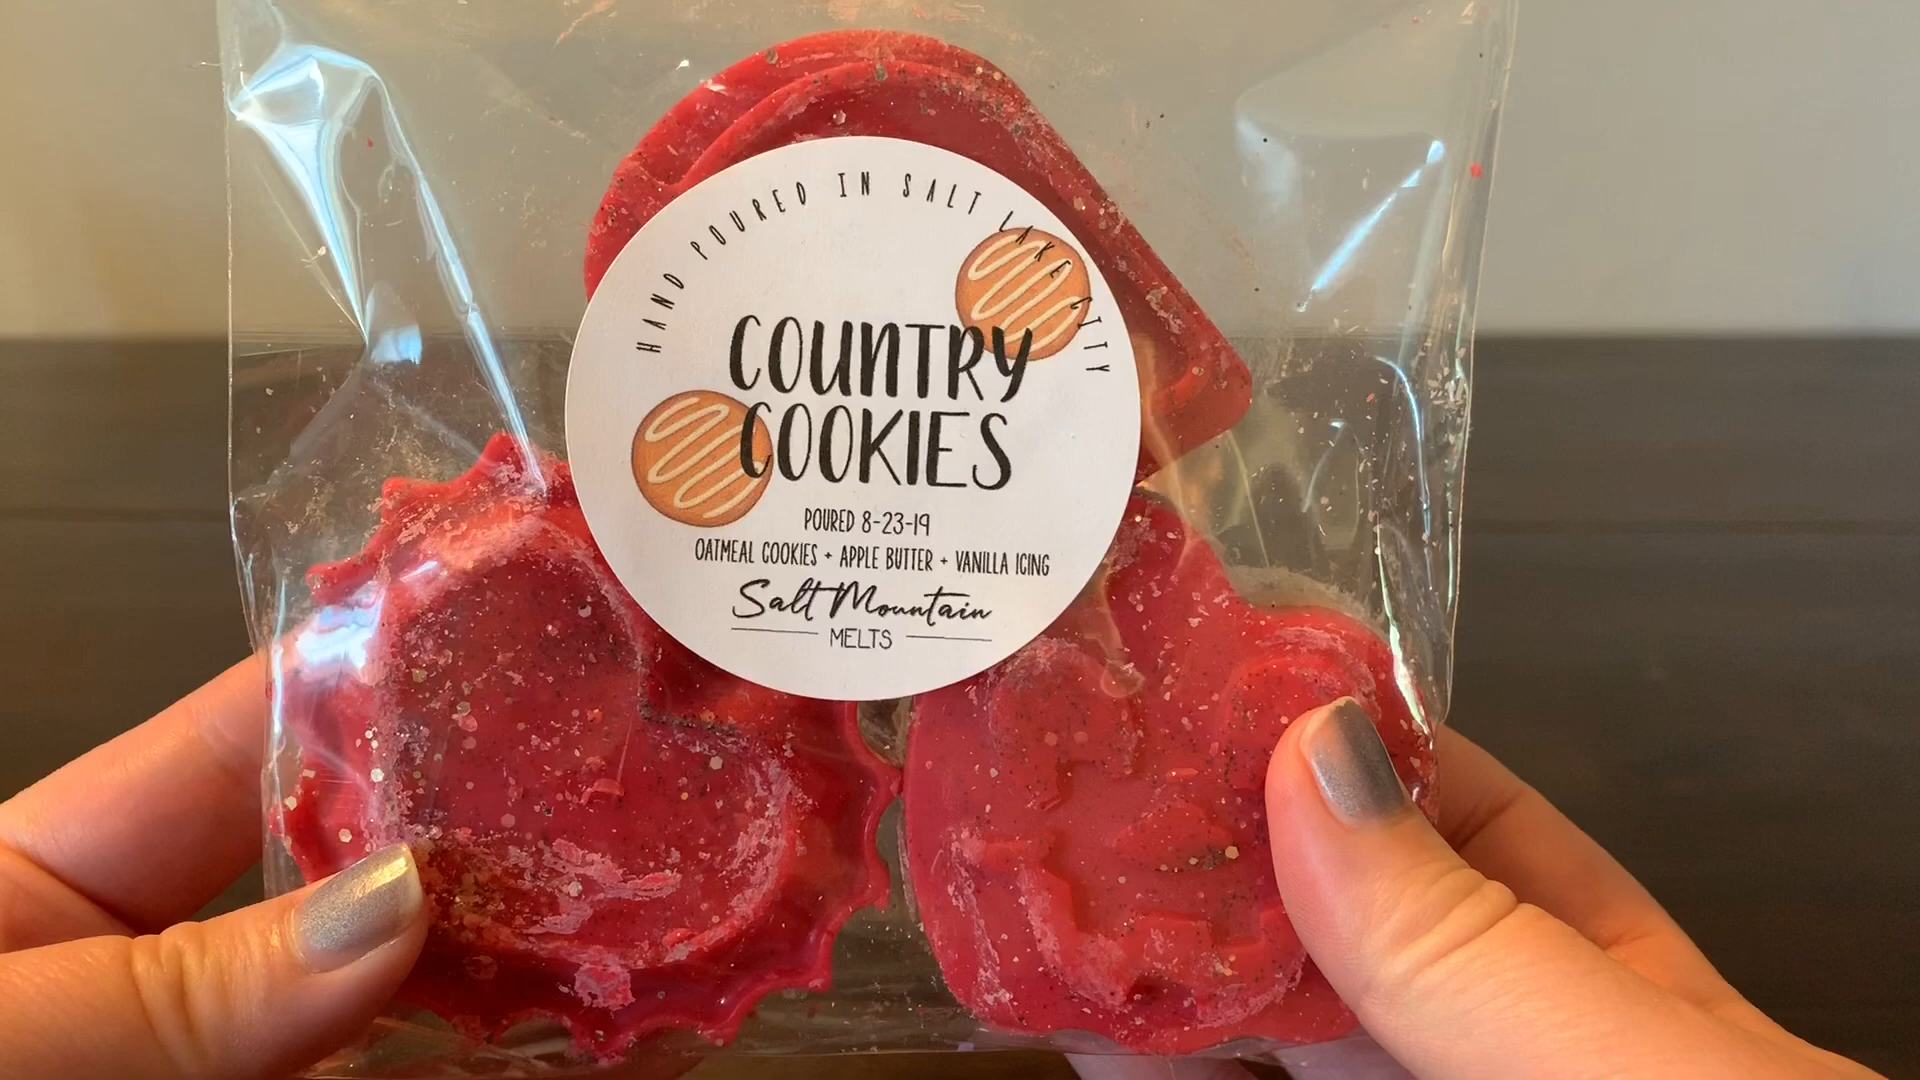 HAND POURED IN SALT LAKE CITY
COUNTRY
COOKIES
POURED 8-23-19
OATMEAL COOKIES + APPLE BUTTER + VANILLA ICING
Salt Mountain
MELTS